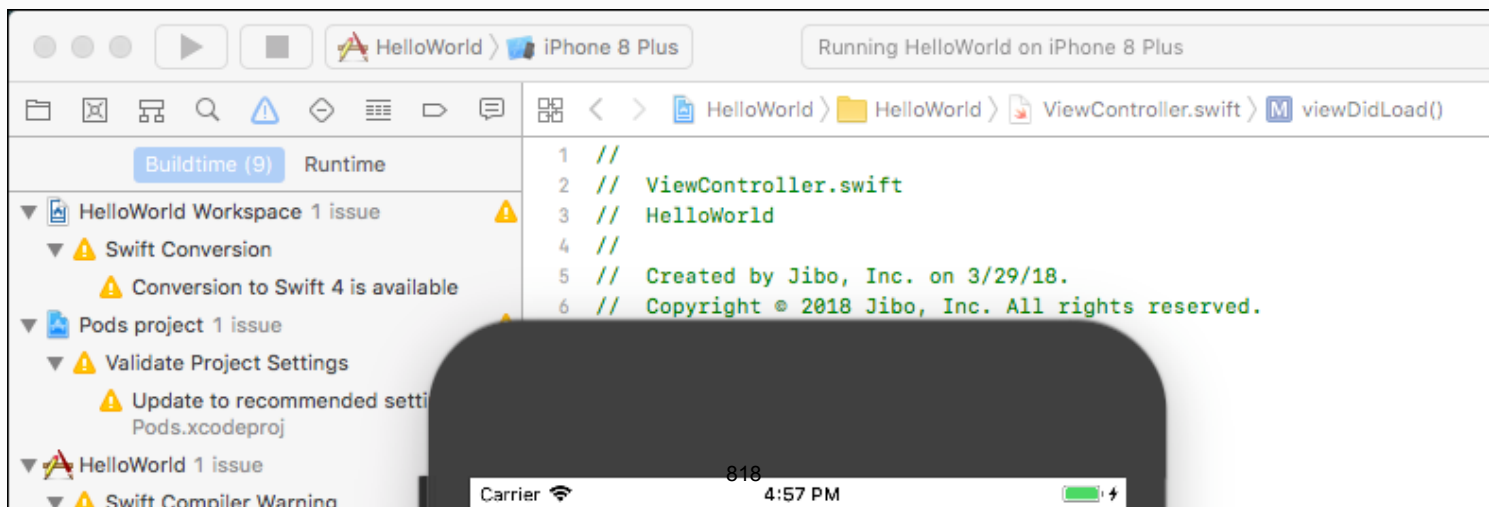 HelloWorld 〉 iPhone 8 Plus
Running HelloWorld on iPhone 8 Plus
HelloWorld 〉 HelloWorld 〉 ViewController.swift 〉 M viewDidLoad()
Buildtime (9) Runtime
HelloWorld Workspace 1 issue
Swift Conversion
Conversion to Swift 4 is available
Pods project 1 issue
Validate Project Settings
Update to recommended setti
Pods.xcodeproj
HelloWorld 1 issue
Swift Compiler Warning
1 //
2 // ViewController.swift
3 // HelloWorld
4 //
5 // Created by Jibo, Inc. on 3/29/18.
6 // Copyright © 2018 Jibo, Inc. All rights reserved.
818
Carrier 4:57 PM